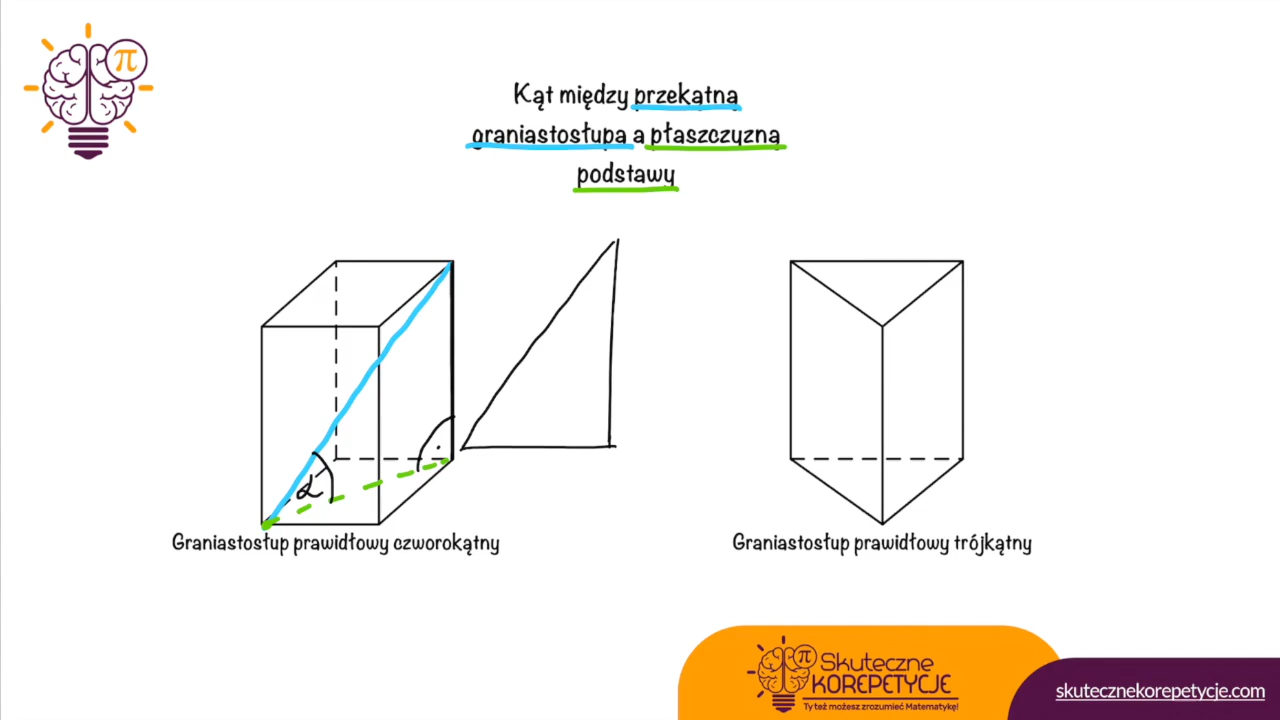 π
Kąt między przekątną
graniastosłupa a płaszczyzną
podstawy
α
Graniastosłup prawidłowy czworokątny
Graniastosłup prawidłowy trójkątny
π
Skuteczne
KOREPETYCJE
Ty też możesz zrozumieć Matematykę!
skutecznekorepetycje.com